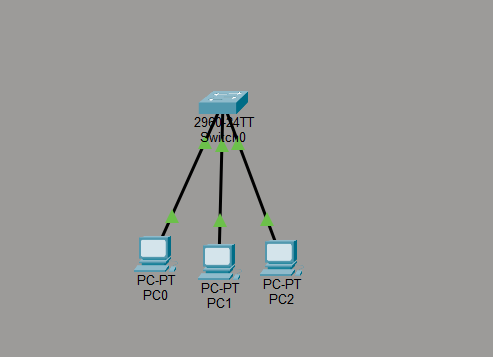 2960-24TT
Switch0
PC-PT
PC0
PC-PT
PC1
PC-PT
PC2